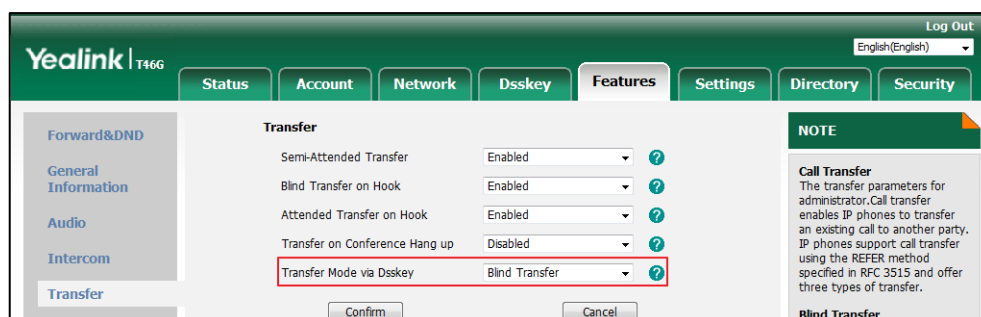 Log Out
Yealink T46G
English(English)
Status Account Network Dsskey Features Settings Directory Security
Forward&DND
General
Information
Audio
Intercom
Transfer
Transfer
Semi-Attended Transfer Enabled
Blind Transfer on Hook Enabled
Attended Transfer on Hook Enabled
Transfer on Conference Hang up Disabled
Transfer Mode via Dsskey Blind Transfer
Confirm Cancel
NOTE
Call Transfer
The transfer parameters for
administrator.Call transfer
enables IP phones to transfer
an existing call to another party.
IP phones support call transfer
using the REFER method
specified in RFC 3515 and offer
three types of transfer.
Blind Transfer